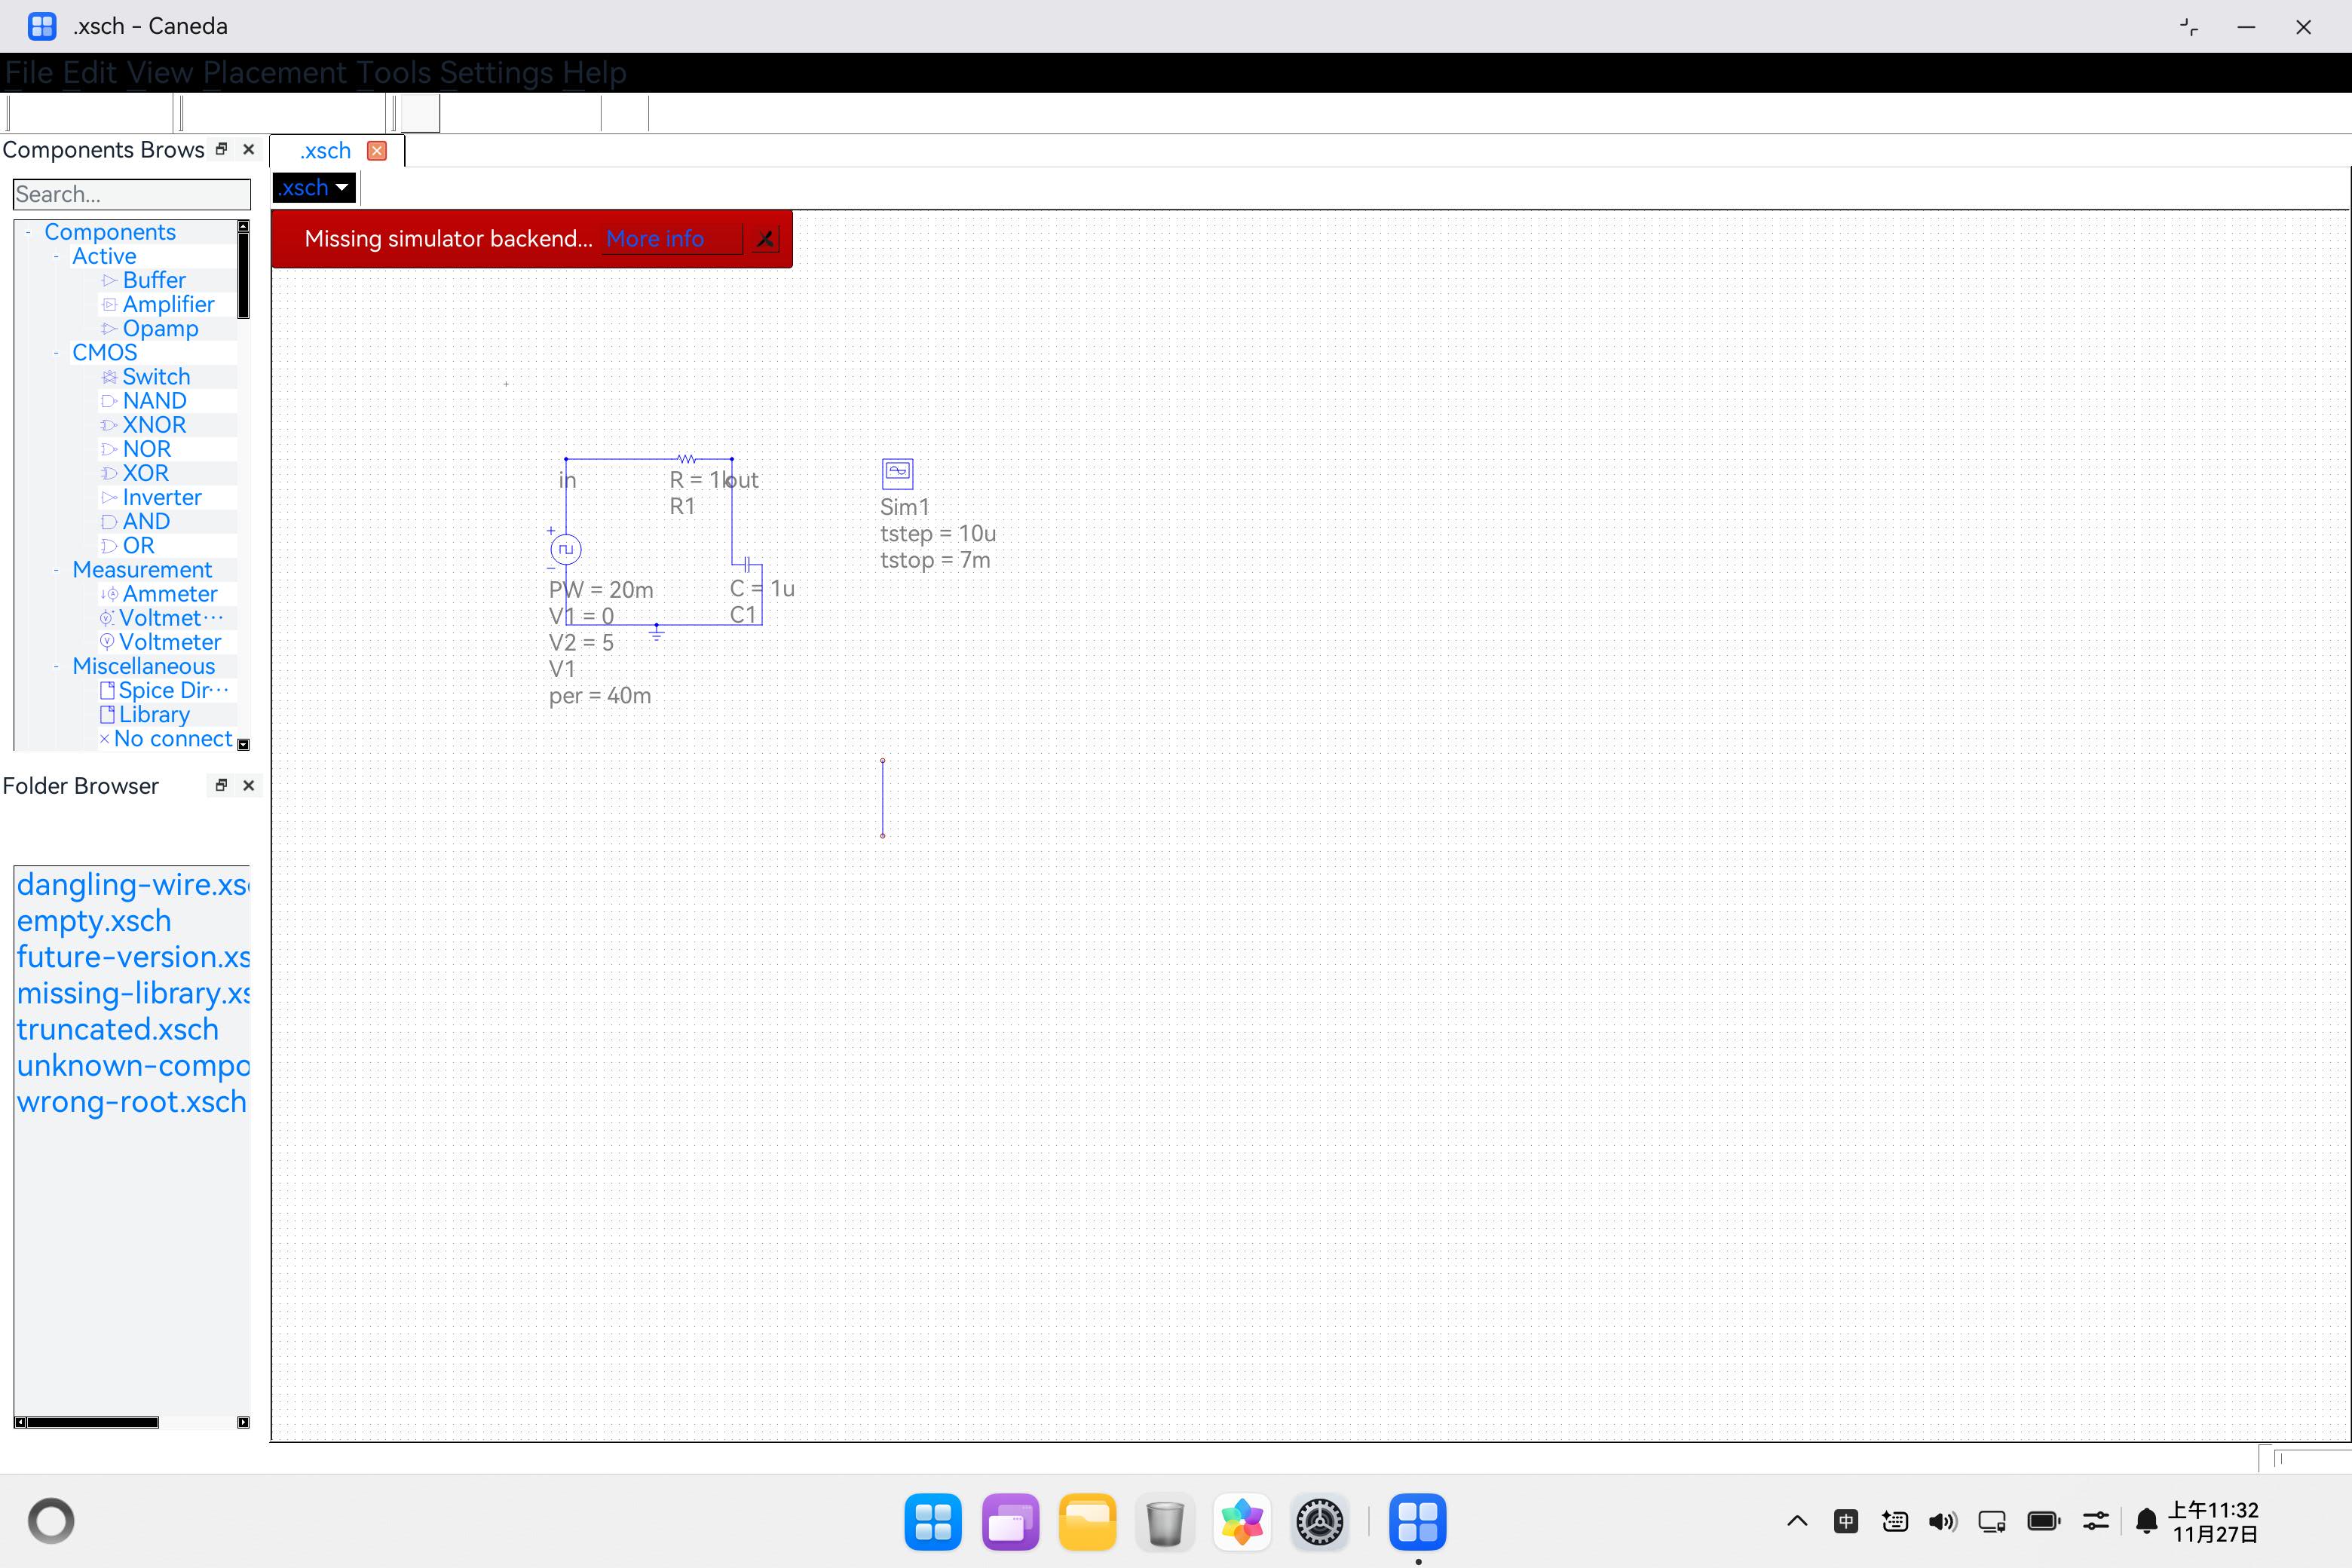 .xsch - Caneda
File Edit View Placement Tools Settings Help
Components Brows
.xsch
.xsch
Search...
Missing simulator backend... More info
Components
Active
Buffer
Amplifier
Opamp
CMOS
Switch
NAND
XNOR
NOR
XOR
Inverter
AND
OR
Measurement
Ammeter
Voltmet···
Voltmeter
Miscellaneous
Spice Dir···
Library
No connect
in
R = 1k
out
R1
PW = 20m
V1 = 0
V2 = 5
V1
per = 40m
C = 1u
C1
Sim1
tstep = 10u
tstop = 7m
Folder Browser
dangling-wire.xsc
empty.xsch
future-version.xs
missing-library.xs
truncated.xsch
unknown-compo
wrong-root.xsch
中
上午11:32
11月27日